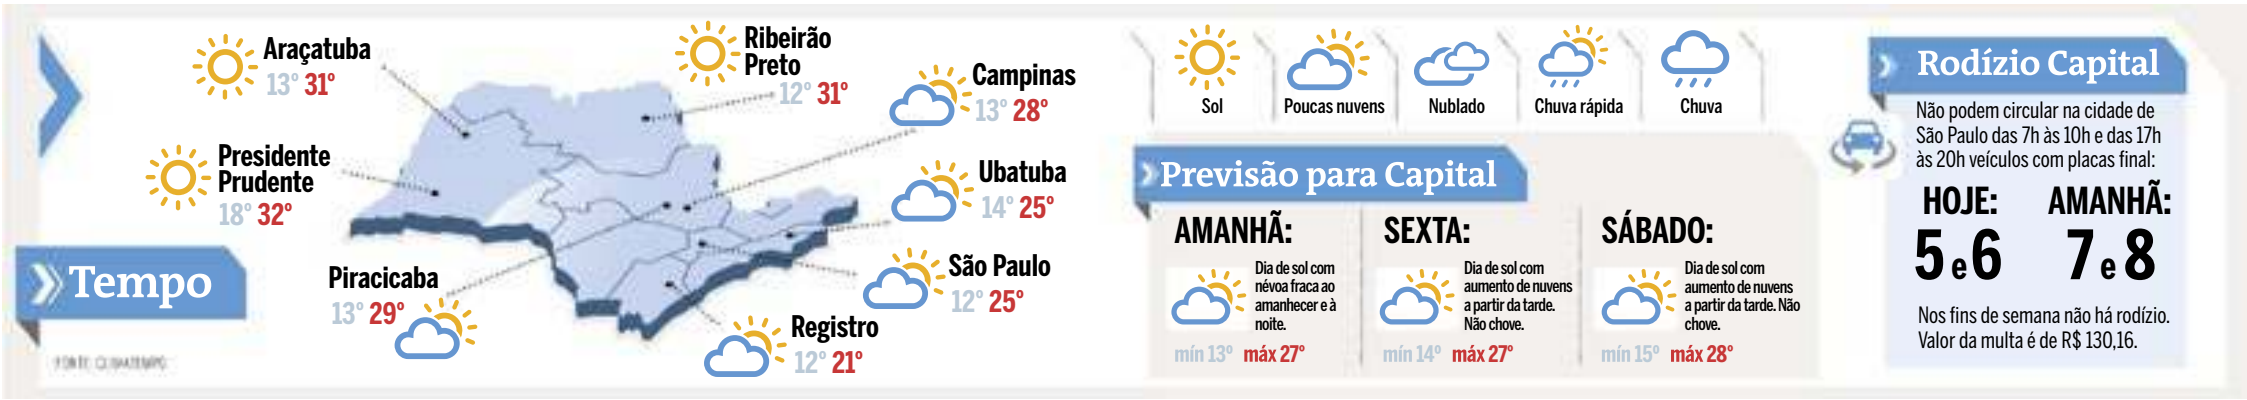 Tempo
FONTE: CLIMATEMPO
Araçatuba
13° 31°
Presidente
Prudente
18° 32°
Piracicaba
13° 29°
Ribeirão
Preto
12° 31°
Campinas
13° 28°
Ubatuba
14° 25°
São Paulo
12° 25°
Registro
12° 21°
Sol
Poucas nuvens
Nublado
Chuva rápida
Chuva
Previsão para Capital
AMANHÃ:
Dia de sol com
névoa fraca ao
amanhecer e à
noite.
mín 13° máx 27°
SEXTA:
Dia de sol com
aumento de nuvens
a partir da tarde.
Não chove.
mín 14° máx 27°
SÁBADO:
Dia de sol com
aumento de nuvens
a partir da tarde. Não
chove.
mín 15° máx 28°
Rodízio Capital
Não podem circular na cidade de
São Paulo das 7h às 10h e das 17h
às 20h veículos com placas final:
HOJE:
5 e 6
AMANHÃ:
7 e 8
Nos fins de semana não há rodízio.
Valor da multa é de R$ 130,16.